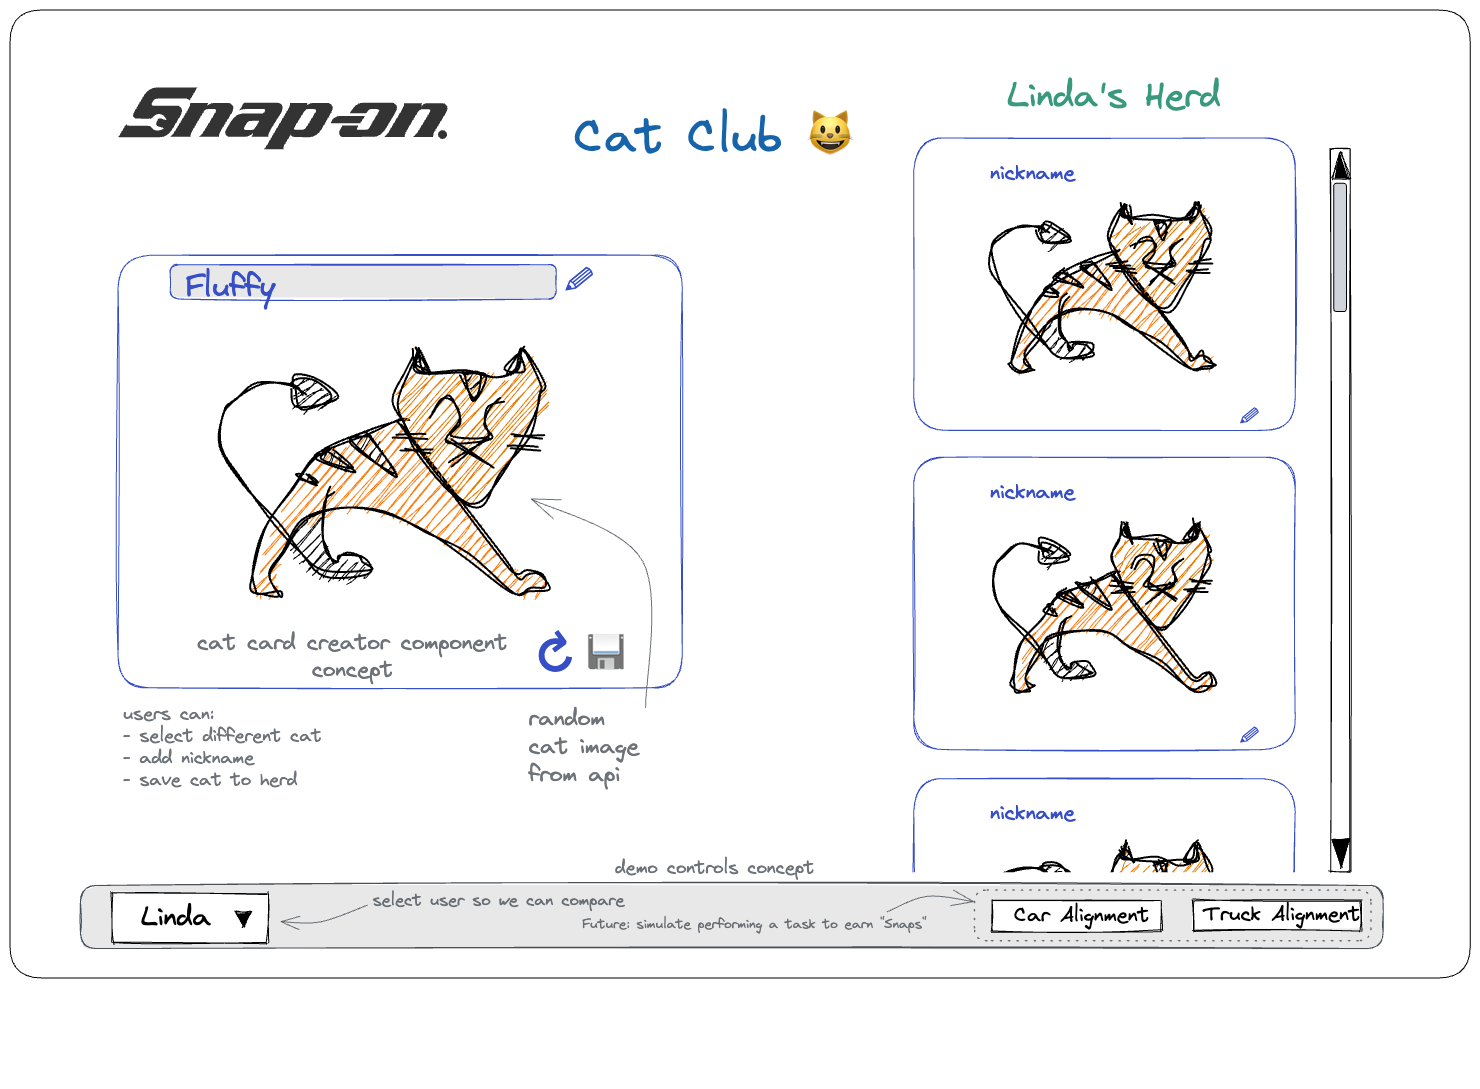 Snap-on.
Cat Club
Linda's Herd
Fluffy
cat card creator component
concept
users can:
- select different cat
- add nickname
- save cat to herd
random
cat image
from api
nickname
nickname
nickname
demo controls concept
Linda
select user so we can compare
Future: simulate performing a task to earn "Snaps"
Car Alignment
Truck Alignment